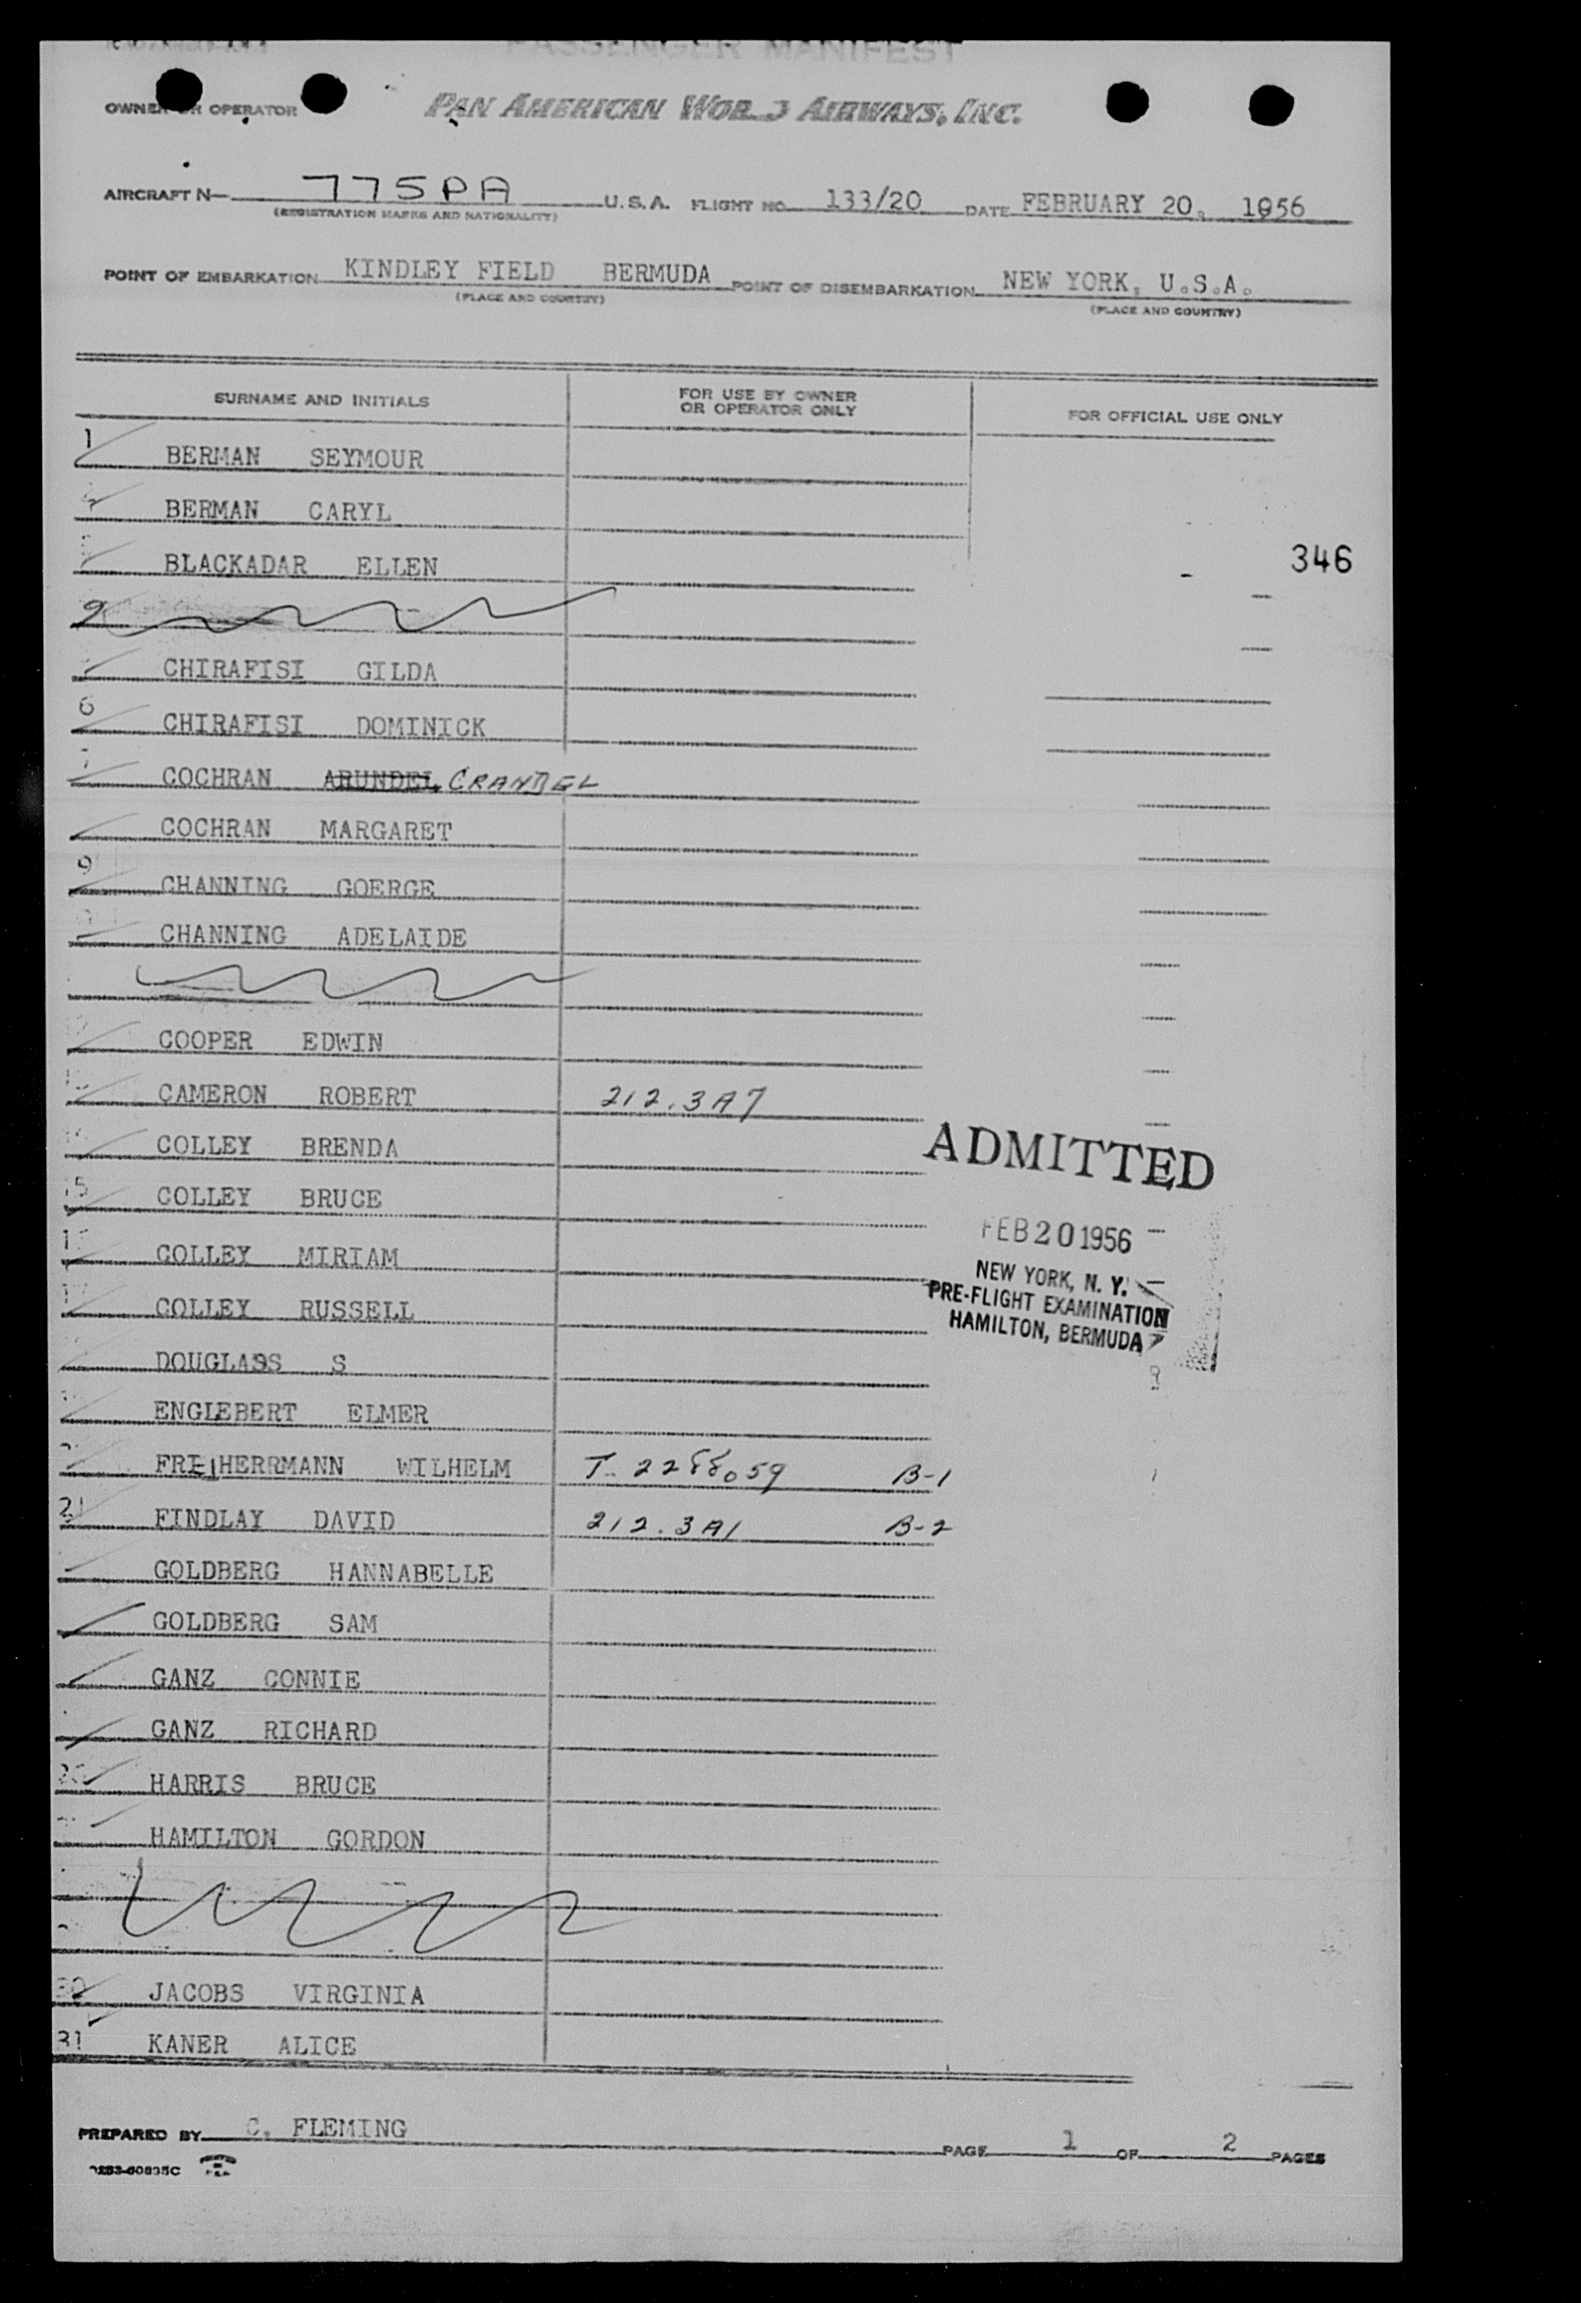 PASSENGER MANIFEST
OWNER OR OPERATOR PAN AMERICAN WORLD AIRWAYS, INC.
AIRCRAFT N 775PA U.S.A. FLIGHT NO. 133/20 DATE FEBRUARY 20, 1956
(REGISTRATION MARKS AND NATIONALITY)
POINT OF EMBARKATION KINDLEY FIELD BERMUDA POINT OF DISEMBARKATION NEW YORK, U.S.A.
(PLACE AND COUNTRY) (PLACE AND COUNTRY)
SURNAME AND INITIALS FOR USE BY OWNER OR OPERATOR ONLY FOR OFFICIAL USE ONLY
1 BERMAN SEYMOUR
BERMAN CARYL
BLACKADAR ELLEN
346
CHIRAFISI GILDA
6 CHIRAFISI DOMINICK
7 COCHRAN ARUNDEL CRANDEL
COCHRAN MARGARET
9 CHANNING GOERGE
CHANNING ADELAIDE
COOPER EDWIN
CAMERON ROBERT 212.3A7
COLLEY BRENDA
ADMITTED
15 COLLEY BRUCE
FEB 20 1956
COLLEY MIRIAM
NEW YORK, N.Y.
PRE-FLIGHT EXAMINATION
HAMILTON, BERMUDA
17 COLLEY RUSSELL
DOUGLASS S
ENGLEBERT ELMER
FREIHERRMANN WILHELM T-2288059 B-1
21 FINDLAY DAVID 212.3A1 B-2
GOLDBERG HANNABELLE
GOLDBERG SAM
GANZ CONNIE
GANZ RICHARD
26 HARRIS BRUCE
HAMILTON GORDON
30 JACOBS VIRGINIA
31 KANER ALICE
PREPARED BY C. FLEMING PAGE 1 OF 2 PAGES